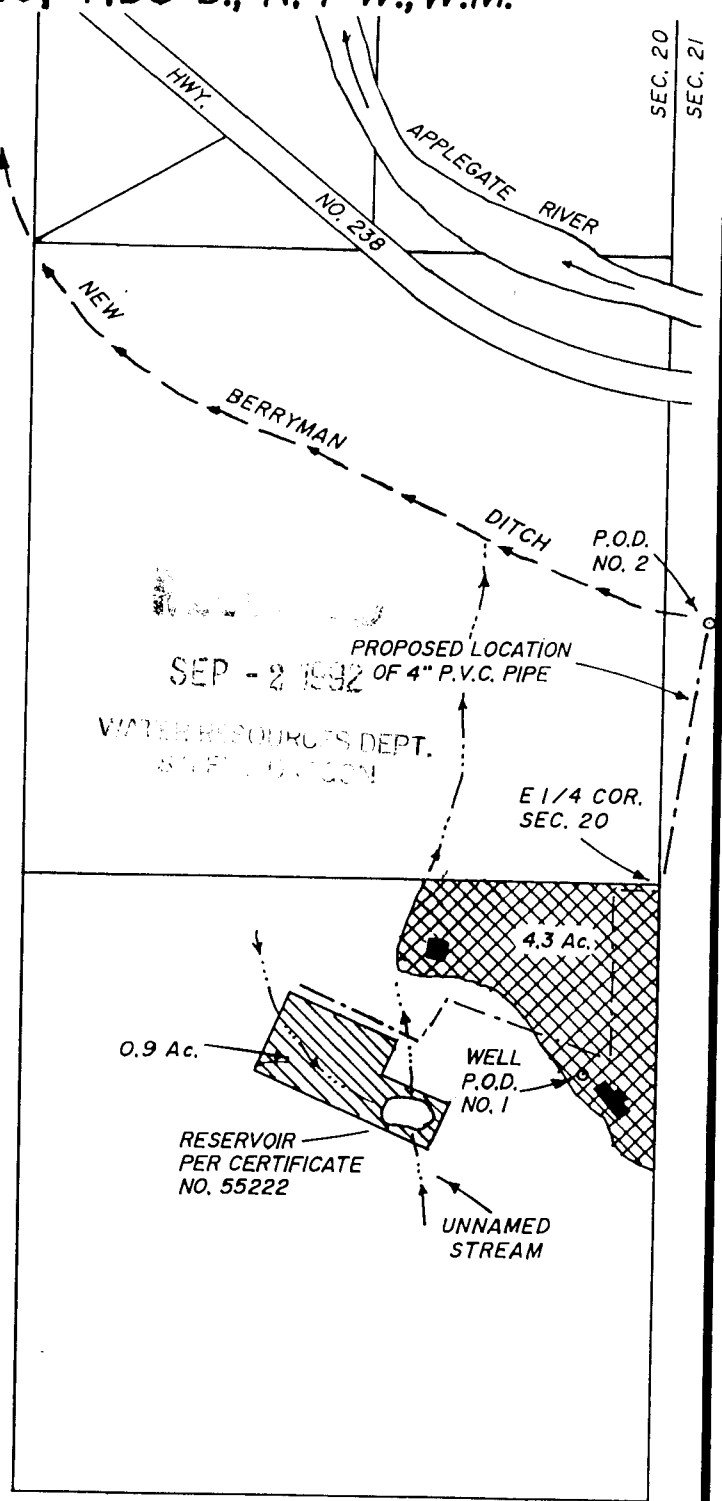 T.38 S., R. 4 W., W.M.
SEC. 20
SEC. 21
HWY.
NO. 238
APPLEGATE RIVER
NEW
BERRYMAN
DITCH
P.O.D.
NO. 2
PROPOSED LOCATION
OF 4" P.V.C. PIPE
SEP - 2 1992
WATER RESOURCES DEPT.
E 1/4 COR.
SEC. 20
4.3 Ac.
0.9 Ac.
WELL
P.O.D.
NO. 1
RESERVOIR
PER CERTIFICATE
NO. 55222
UNNAMED
STREAM